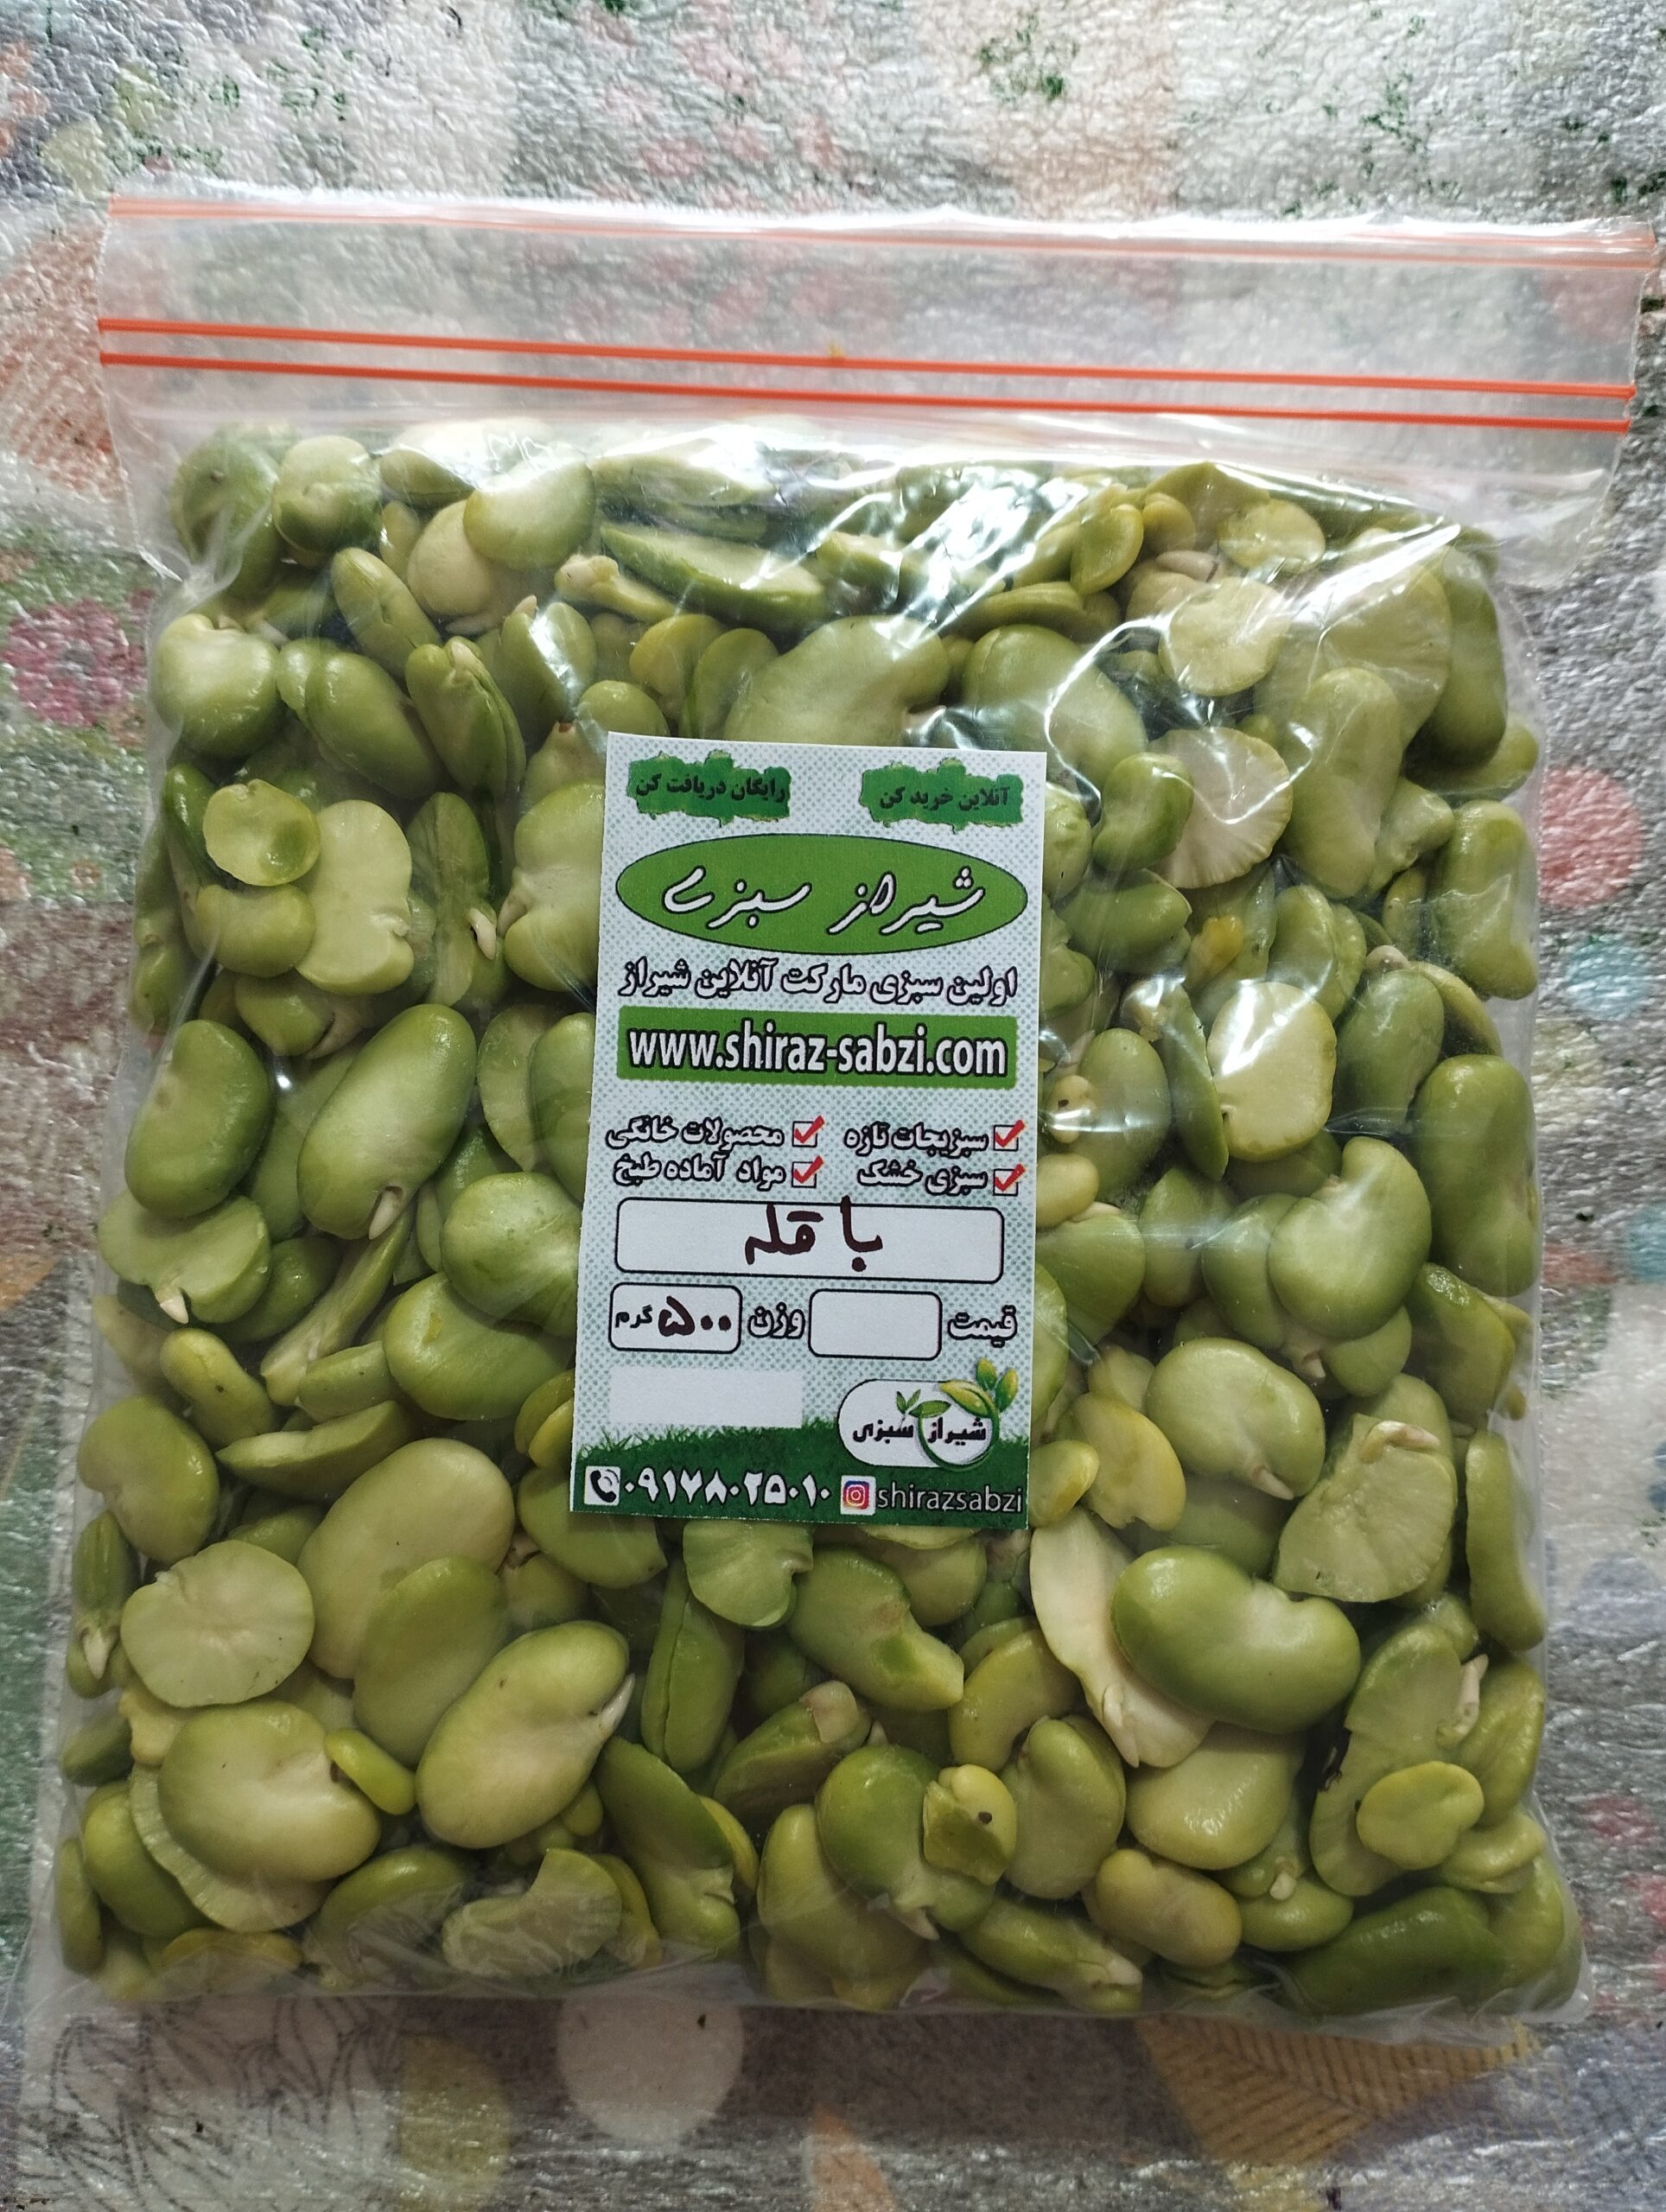 آنلاین خرید کن
رایگان دریافت کن
شیراز سبزی
اولین سبزی مارکت آنلاین شیراز
www.shiraz-sabzi.com
سبزیجات تازه محصولات خانگی
سبزی خشک مواد آماده طبخ
باقله
قیمت وزن ۵۰۰ گرم
شیراز سبزی
۰۹۱۷۸۰۲۵۰۱۰ shirazsabzi